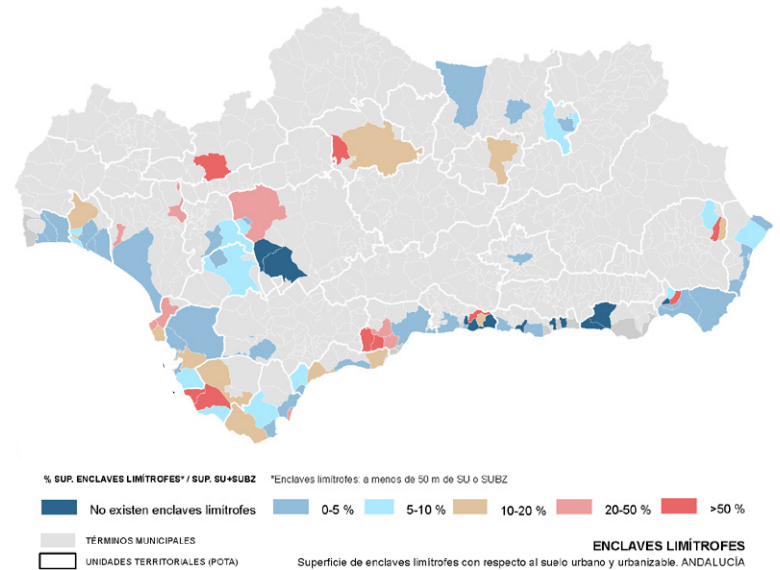 % SUP. ENCLAVES LIMÍTROFES* / SUP. SU+SUBZ *Enclaves limítrofes: a menos de 50 m de SU o SUBZ
No existen enclaves limítrofes 0-5 % 5-10 % 10-20 % 20-50 % >50 %
TÉRMINOS MUNICIPALES
UNIDADES TERRITORIALES (POTA)
ENCLAVES LIMÍTROFES
Superficie de enclaves limítrofes con respecto al suelo urbano y urbanizable. ANDALUCÍA